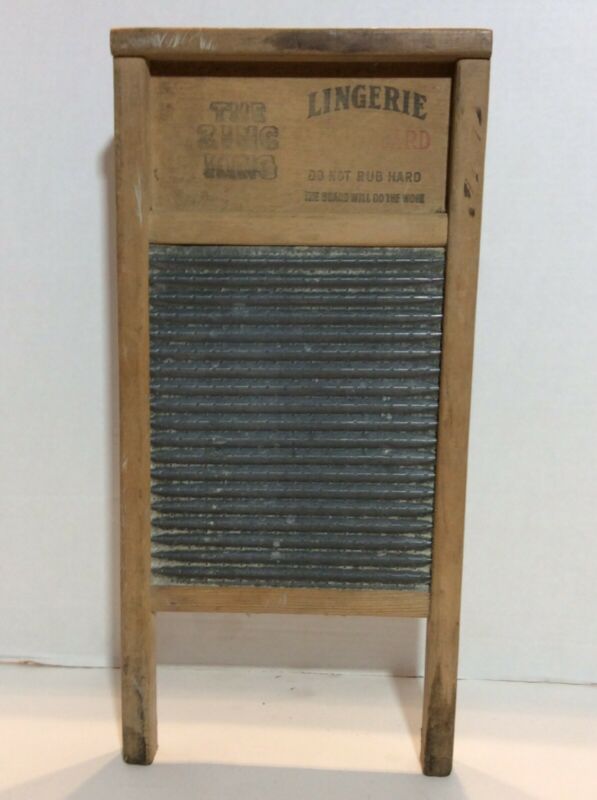 THE
ZINC
KING
LINGERIE
DO NOT RUB HARD
THE BOARD WILL DO THE WORK